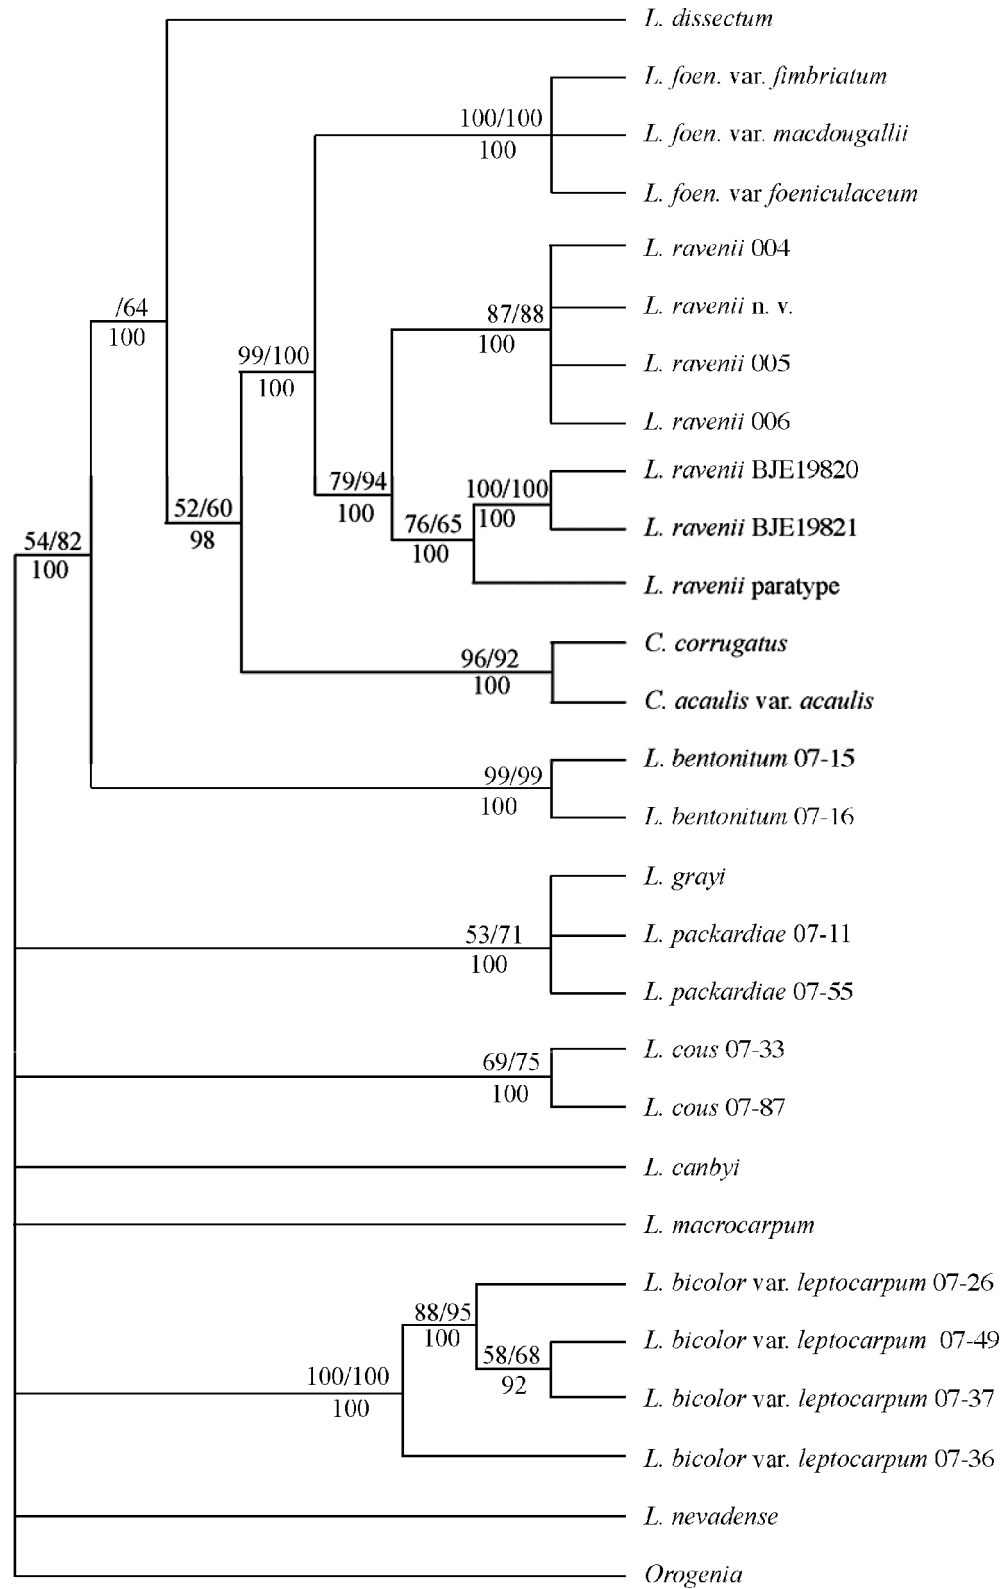 L. dissectum
L. foen. var. fimbriatum
100/100
100
L. foen. var. macdougallii
L. foen. var foeniculaceum
L. ravenii 004
/64
100
87/88
100
L. ravenii n. v.
99/100
100
L. ravenii 005
L. ravenii 006
79/94
100
100/100
100
L. ravenii BJE19820
52/60
98
76/65
100
L. ravenii BJE19821
54/82
100
L. ravenii paratype
96/92
100
C. corrugatus
C. acaulis var. acaulis
99/99
100
L. bentonitum 07-15
L. bentonitum 07-16
L. grayi
53/71
100
L. packardiae 07-11
L. packardiae 07-55
69/75
100
L. cous 07-33
L. cous 07-87
L. canbyi
L. macrocarpum
L. bicolor var. leptocarpum 07-26
88/95
100
58/68
92
L. bicolor var. leptocarpum 07-49
100/100
100
L. bicolor var. leptocarpum 07-37
L. bicolor var. leptocarpum 07-36
L. nevadense
Orogenia